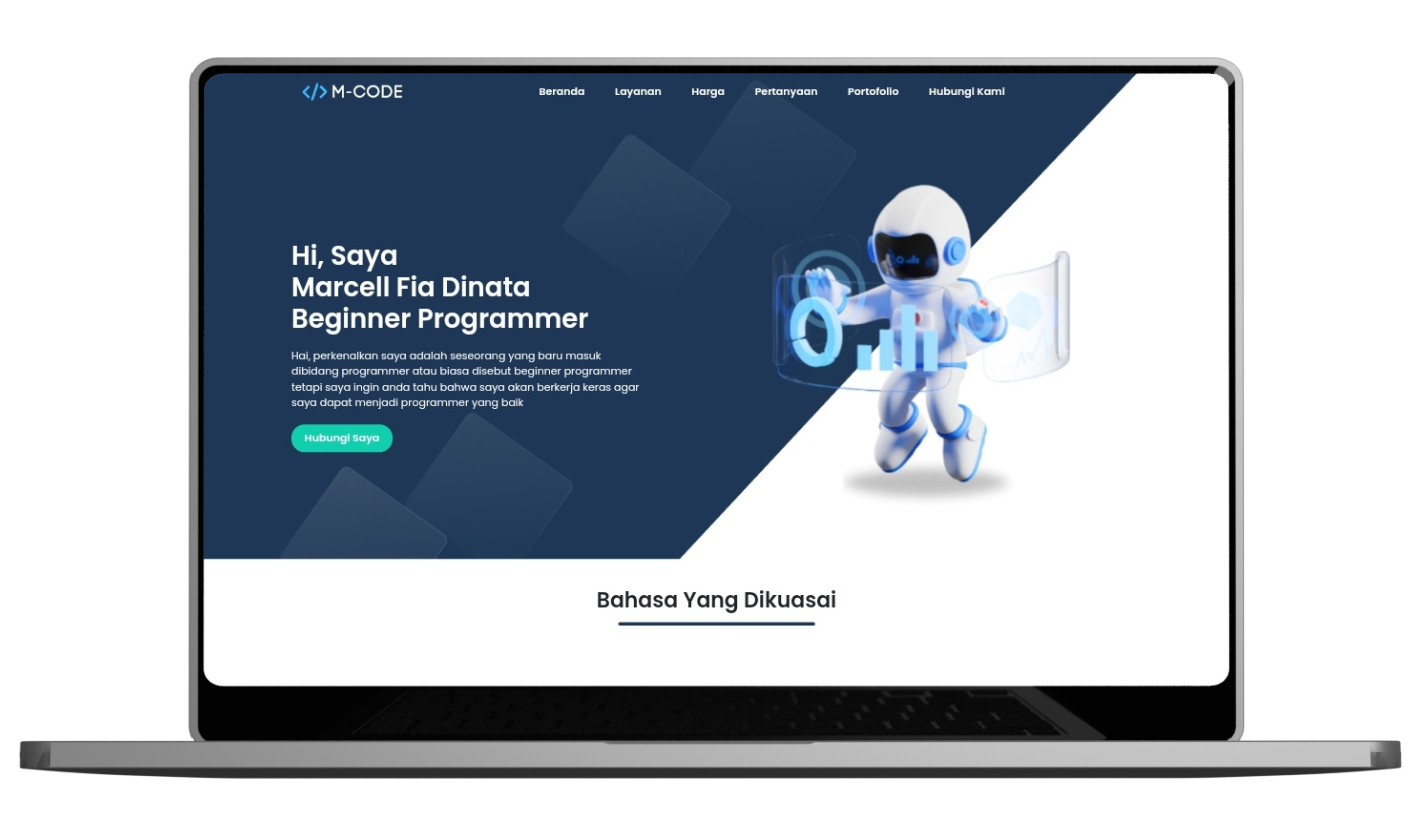 </> M-CODE
Beranda Layanan Harga Pertanyaan Portofolio Hubungi Kami
Hi, Saya
Marcell Fia Dinata
Beginner Programmer
Hai, perkenalkan saya adalah seseorang yang baru masuk
dibidang programmer atau biasa disebut beginner programmer
tetapi saya ingin anda tahu bahwa saya akan berkerja keras agar
saya dapat menjadi programmer yang baik
Hubungi Saya
Bahasa Yang Dikuasai